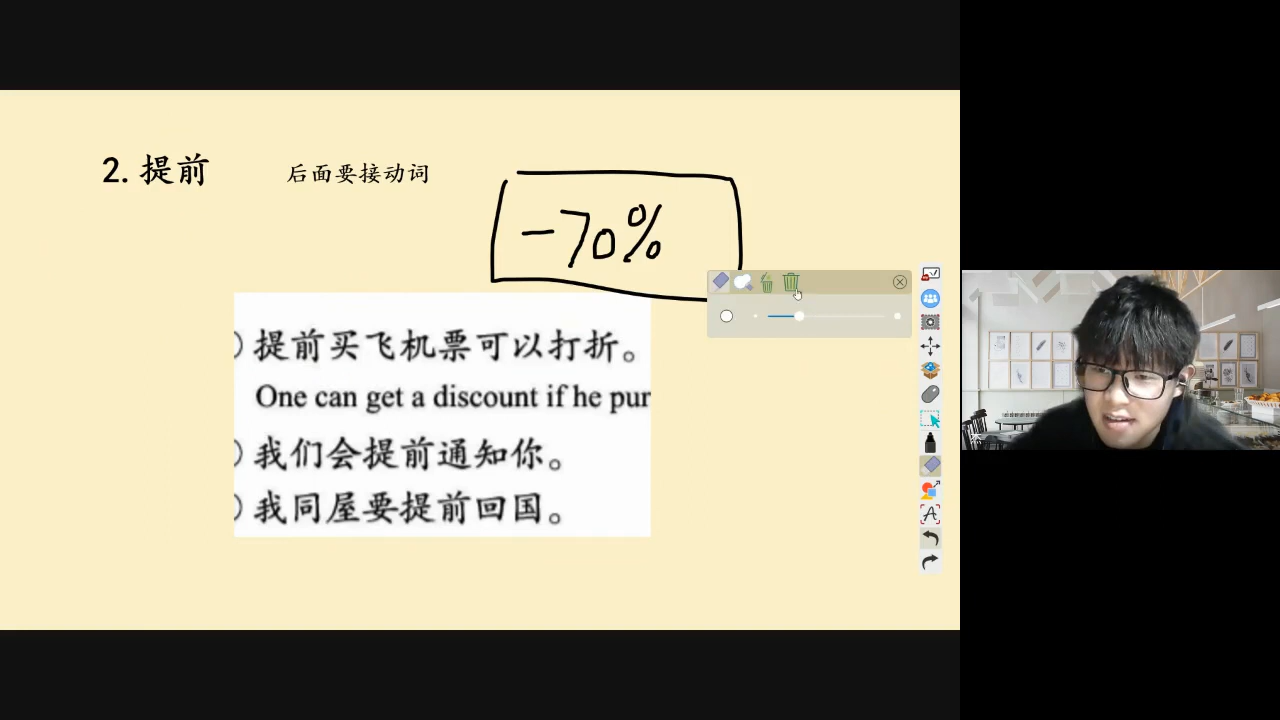 2. 提前 后面要接动词
-70%
) 提前买飞机票可以打折。
One can get a discount if he pur
) 我们会提前通知你。
) 我同屋要提前回国。
A